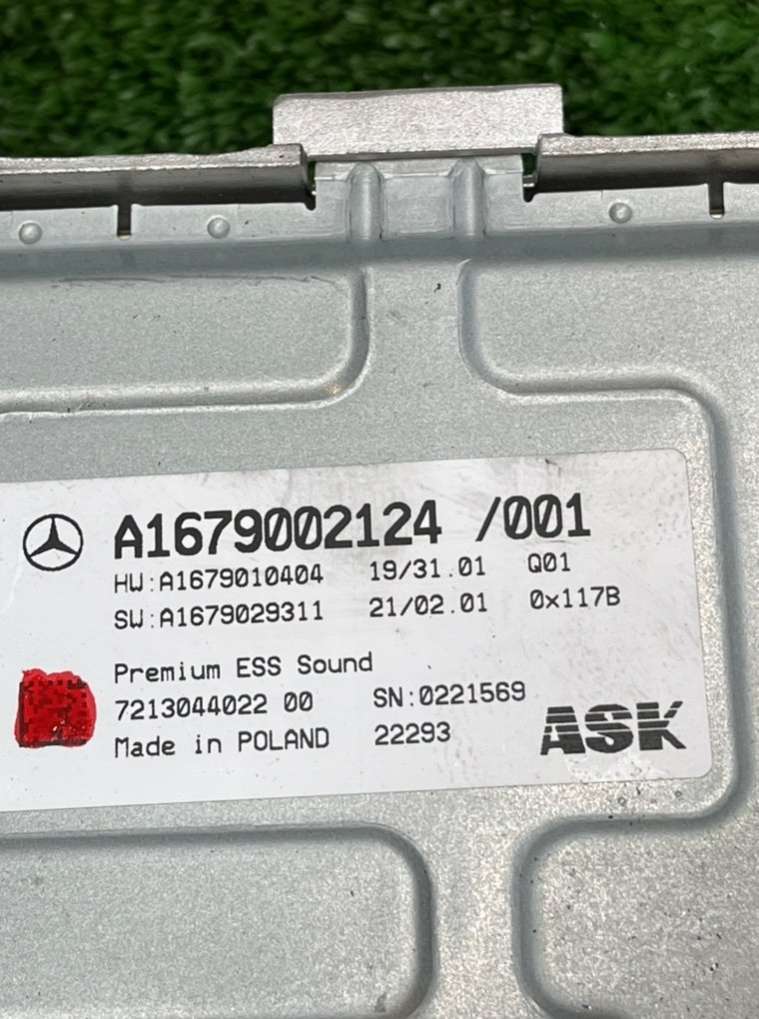 A1679002124 /001
HW:A1679010404 19/31.01 Q01
SW:A1679029311 21/02.01 0x117B
Premium ESS Sound
7213044022 00 SN:0221569
Made in POLAND 22293
ASK